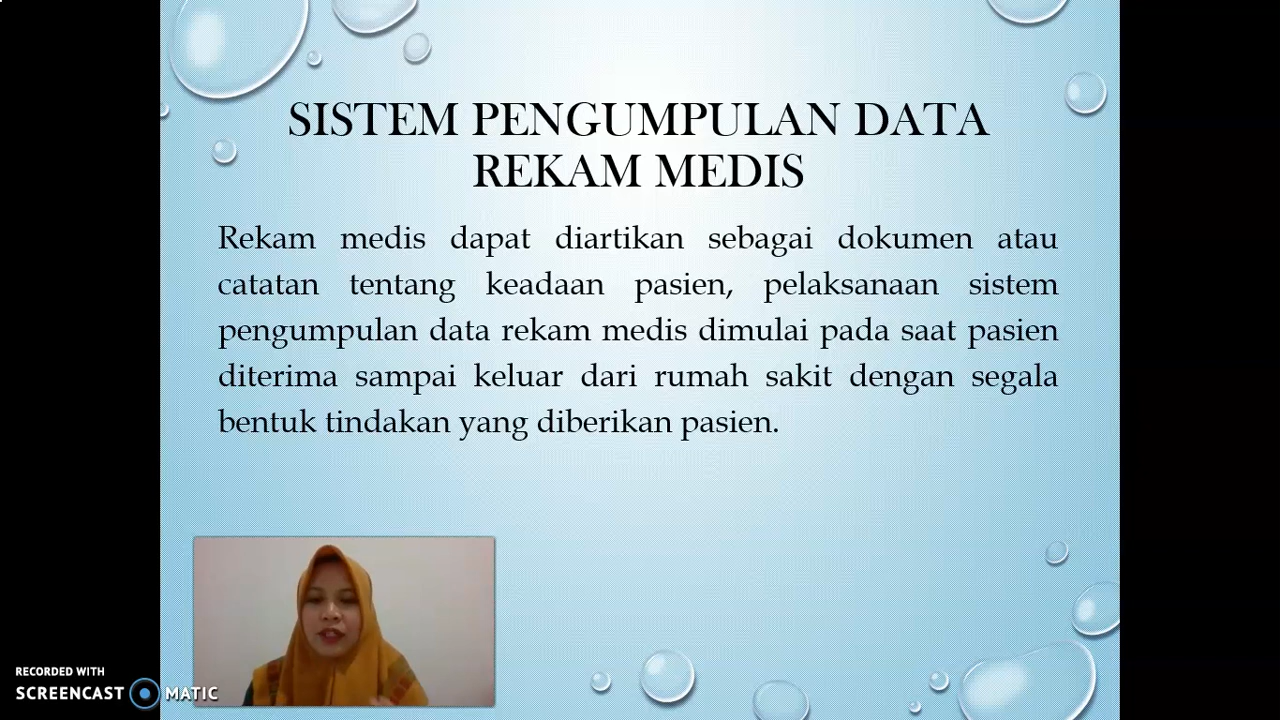 SISTEM PENGUMPULAN DATA
REKAM MEDIS
Rekam medis dapat diartikan sebagai dokumen atau
catatan tentang keadaan pasien, pelaksanaan sistem
pengumpulan data rekam medis dimulai pada saat pasien
diterima sampai keluar dari rumah sakit dengan segala
bentuk tindakan yang diberikan pasien.
RECORDED WITH
SCREENCAST MATIC